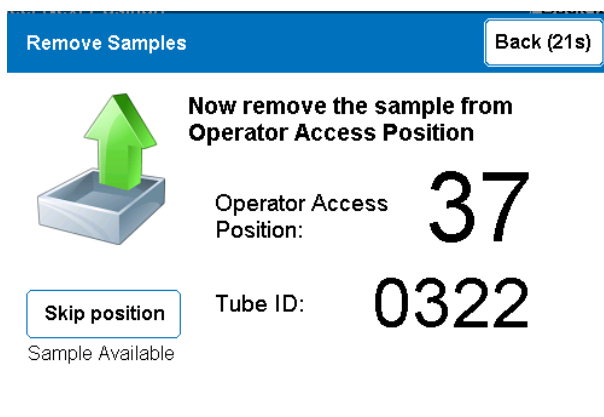 Remove Samples
Back (21s)
Now remove the sample from
Operator Access Position
Operator Access
Position:
37
Tube ID:
0322
Skip position
Sample Available